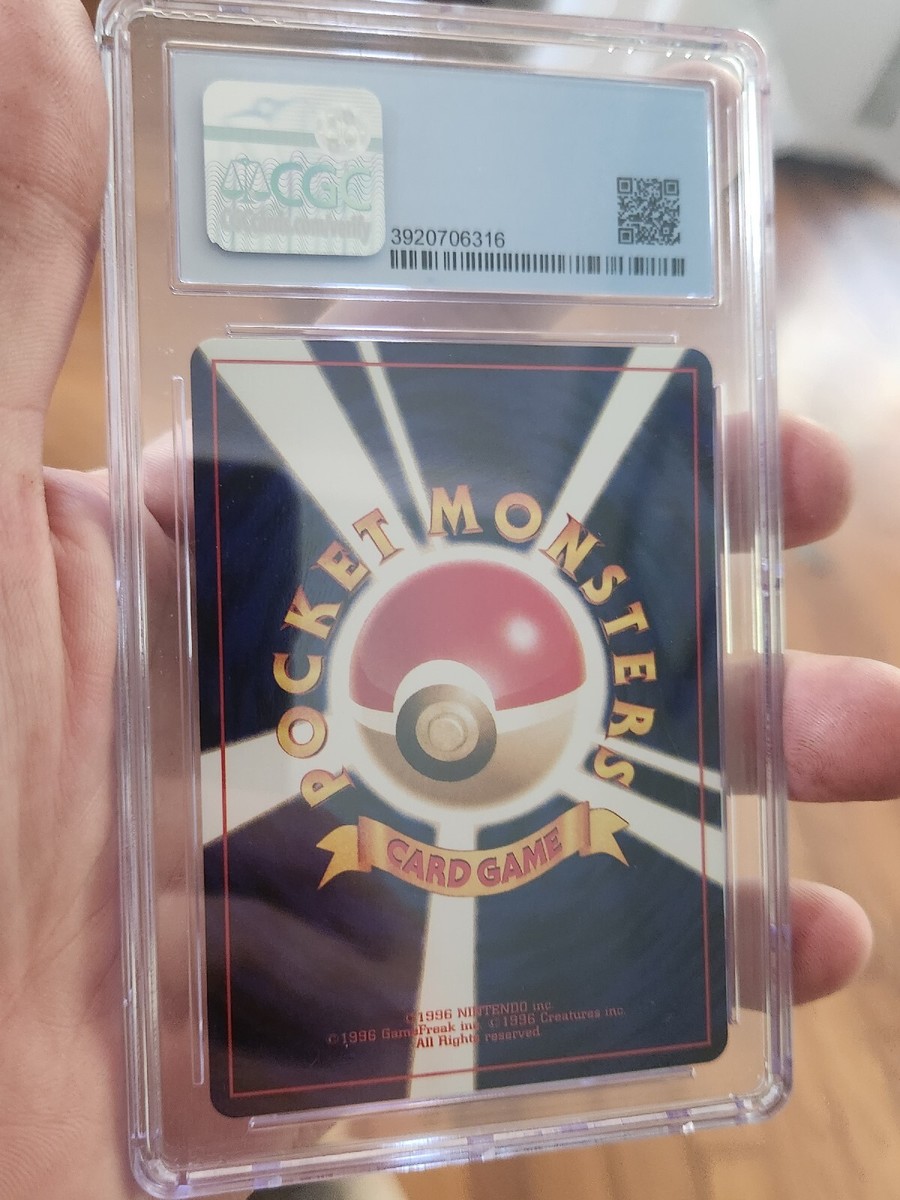 CGC
3920706316
POCKET MONSTERS
CARD GAME
©1996 NINTENDO inc.
©1996 GameFreak inc. ©1996 Creatures inc.
All Rights reserved.